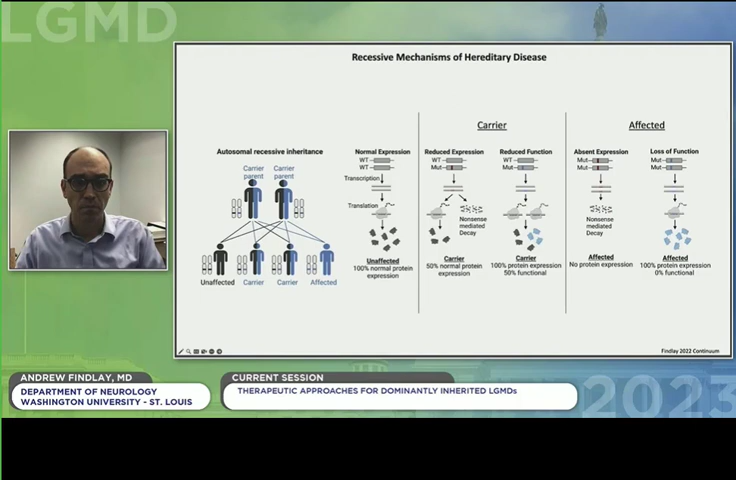 LGMD
Recessive Mechanisms of Hereditary Disease
Autosomal recessive inheritance
Carrier
parent
Carrier
parent
Unaffected
Carrier
Carrier
Affected
Normal Expression
WT
WT
Transcription
Translation
Unaffected
100% normal protein
expression
Carrier
Reduced Expression
WT
Mut
Nonsense
mediated
Decay
Carrier
50% normal protein
expression
Reduced Function
WT
Mut
Carrier
100% protein expression
50% functional
Affected
Absent Expression
Mut
Mut
Nonsense
mediated
Decay
Affected
No protein expression
Loss of Function
Mut
Mut
Affected
100% protein expression
0% functional
Findlay 2022 Continuum
ANDREW FINDLAY, MD
DEPARTMENT OF NEUROLOGY
WASHINGTON UNIVERSITY - ST. LOUIS
CURRENT SESSION
THERAPEUTIC APPROACHES FOR DOMINANTLY INHERITED LGMDs
2023